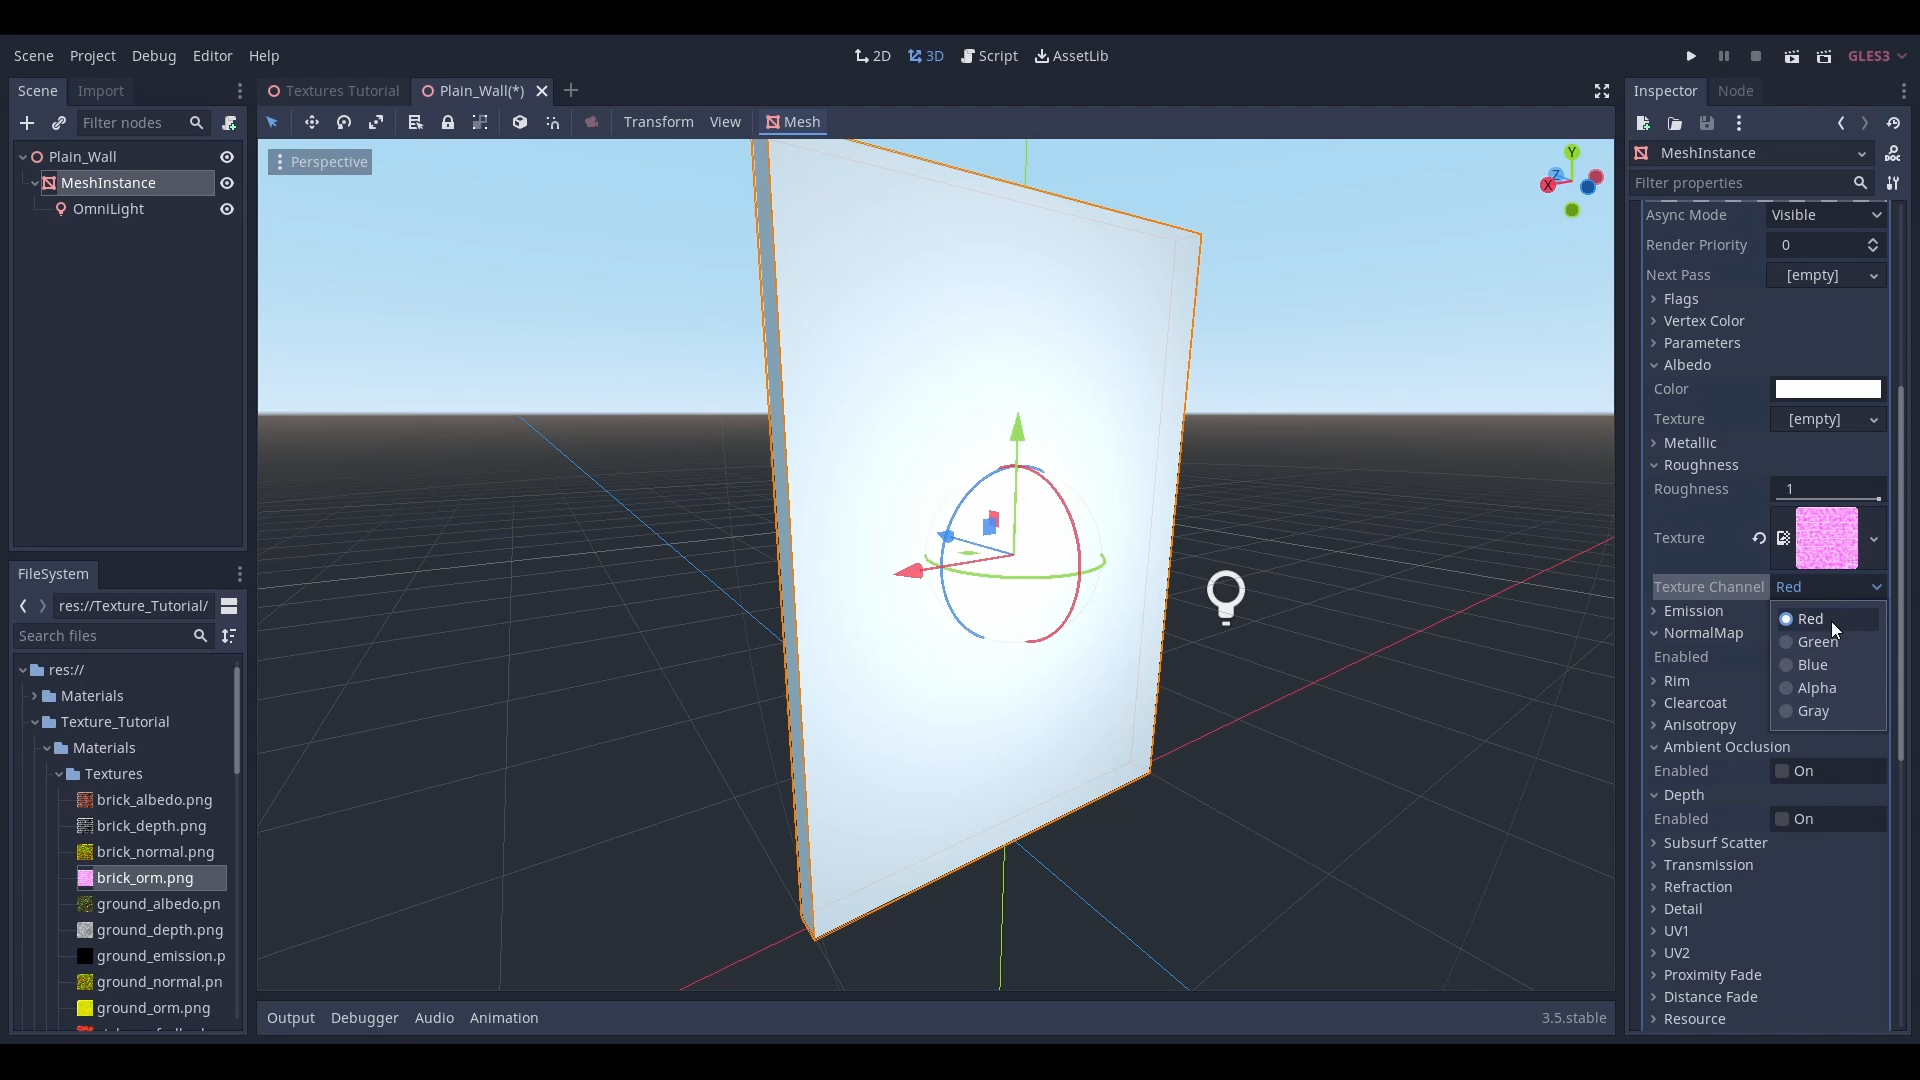 Scene Project Debug Editor Help
2D 3D Script AssetLib
GLES3
Scene Import
Filter nodes
Plain_Wall
MeshInstance
OmniLight
FileSystem
res://Texture_Tutorial/
Search files
res://
Materials
Texture_Tutorial
Materials
Textures
brick_albedo.png
brick_depth.png
brick_normal.png
brick_orm.png
ground_albedo.pn
ground_depth.png
ground_emission.p
ground_normal.pn
ground_orm.png
Textures Tutorial Plain_Wall(*)
Transform View Mesh
Perspective
Y
Z
X
Output Debugger Audio Animation 3.5.stable
Inspector Node
MeshInstance
Filter properties
Async Mode Visible
Render Priority 0
Next Pass [empty]
Flags
Vertex Color
Parameters
Albedo
Color
Texture [empty]
Metallic
Roughness
Roughness 1
Texture
Texture Channel Red
Emission
Red
NormalMap
Green
Enabled
Blue
Rim
Alpha
Clearcoat
Gray
Anisotropy
Ambient Occlusion
Enabled On
Depth
Enabled On
Subsurf Scatter
Transmission
Refraction
Detail
UV1
UV2
Proximity Fade
Distance Fade
Resource